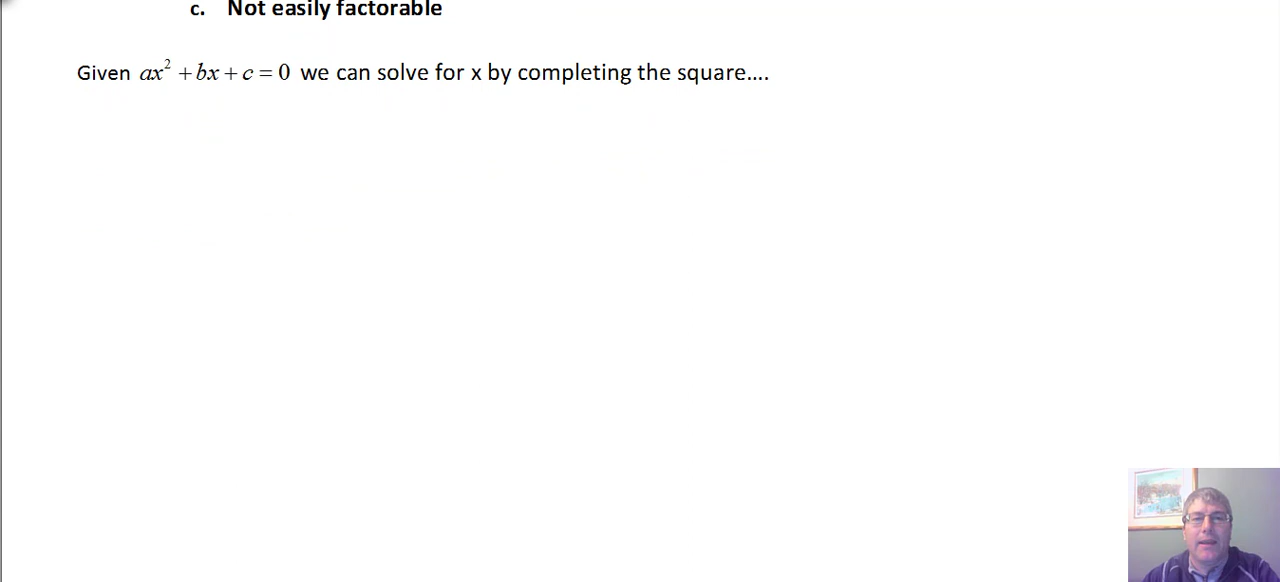 c. Not easily factorable
Given ax² + bx + c = 0 we can solve for x by completing the square....